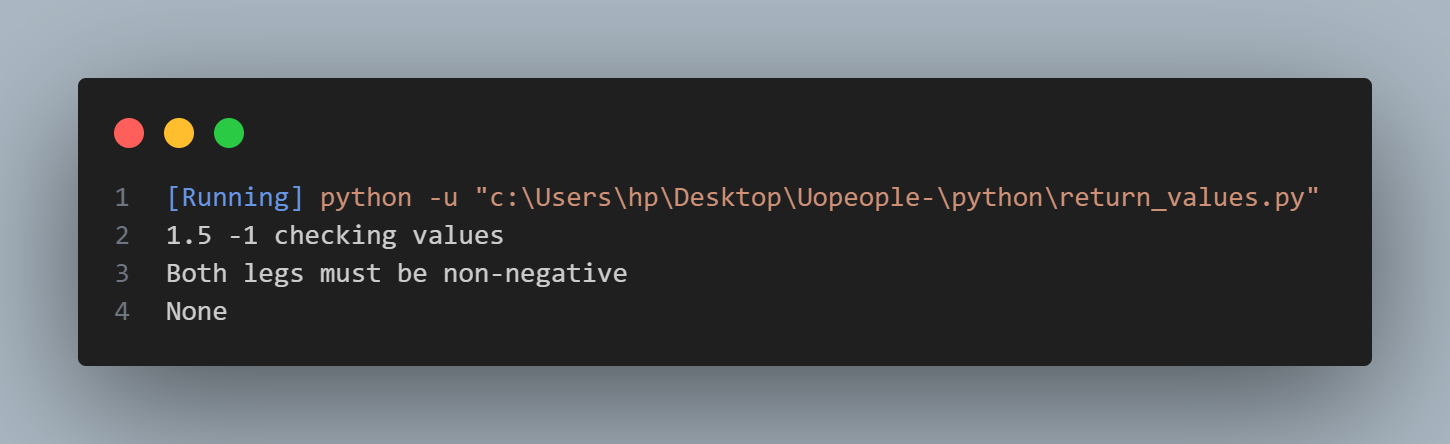 1 [Running] python -u "c:\Users\hp\Desktop\Uopeople-\python\return_values.py"
2 1.5 -1 checking values
3 Both legs must be non-negative
4 None